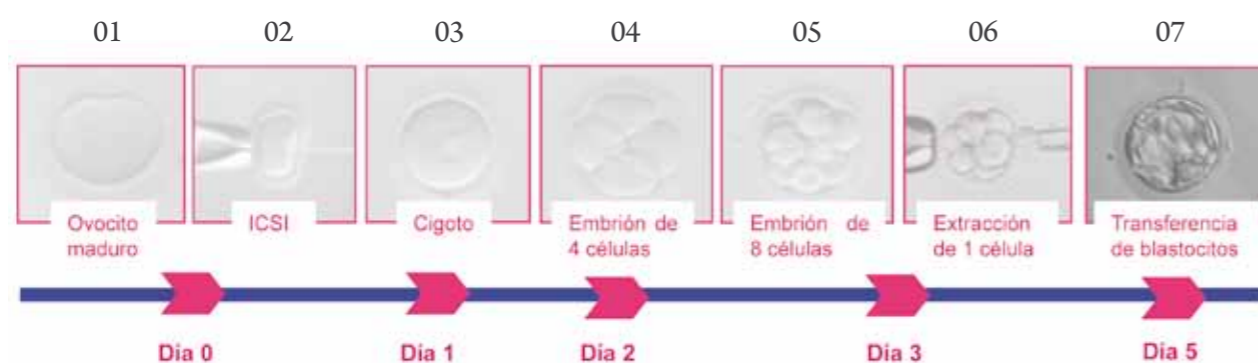 01
02
03
04
05
06
07
Ovocito
maduro
ICSI
Cigoto
Embrión de
4 células
Embrión de
8 células
Extracción
de 1 célula
Transferencia
de blastocitos
Día 0
Día 1
Día 2
Día 3
Día 5